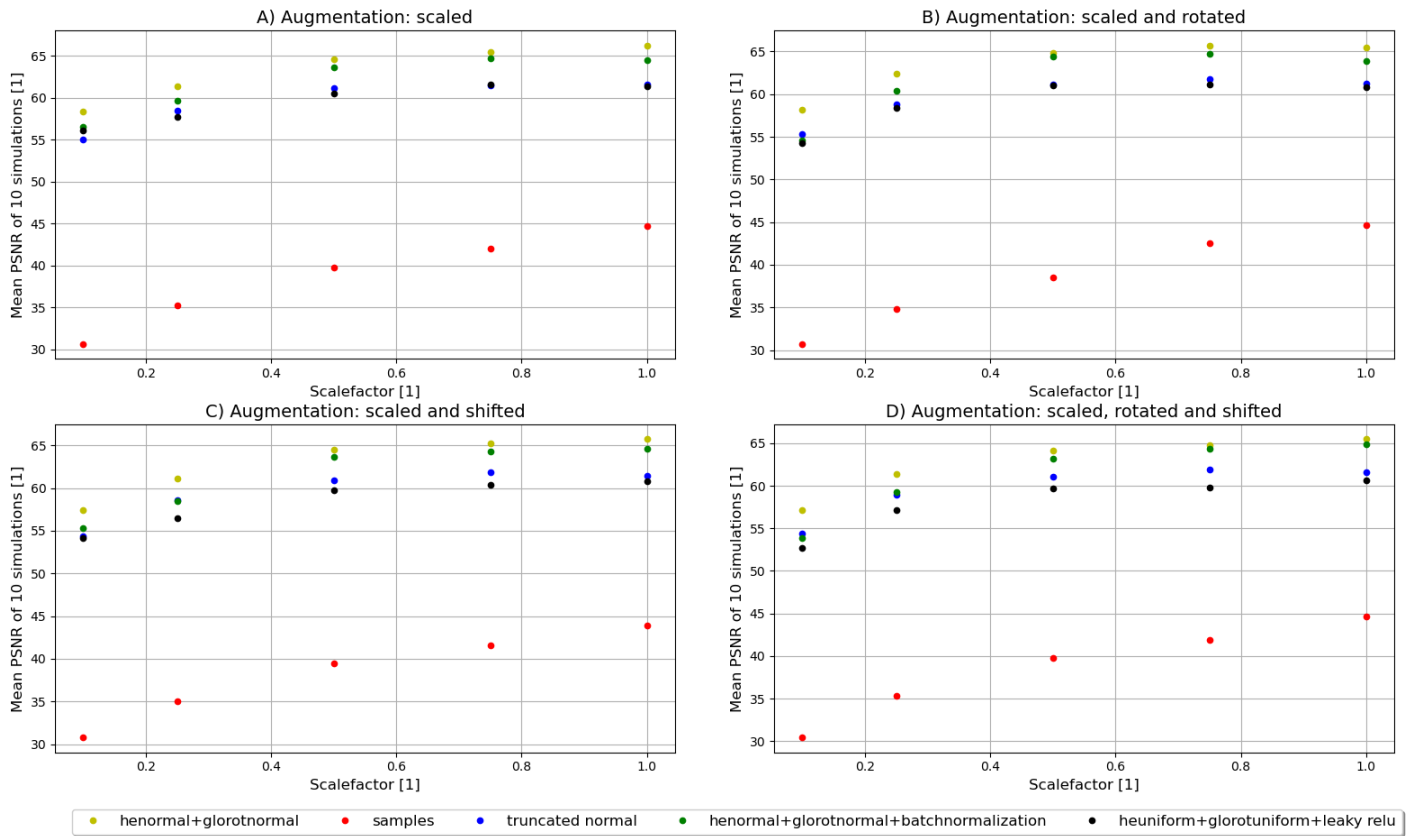 A) Augmentation: scaled
Mean PSNR of 10 simulations [1]
65
60
55
50
45
40
35
30
0.2 0.4 0.6 0.8 1.0
Scalefactor [1]
B) Augmentation: scaled and rotated
Mean PSNR of 10 simulations [1]
65
60
55
50
45
40
35
30
0.2 0.4 0.6 0.8 1.0
Scalefactor [1]
C) Augmentation: scaled and shifted
Mean PSNR of 10 simulations [1]
65
60
55
50
45
40
35
30
0.2 0.4 0.6 0.8 1.0
Scalefactor [1]
D) Augmentation: scaled, rotated and shifted
Mean PSNR of 10 simulations [1]
65
60
55
50
45
40
35
30
0.2 0.4 0.6 0.8 1.0
Scalefactor [1]
henormal+glorotnormal samples truncated normal henormal+glorotnormal+batchnormalization heuniform+glorotuniform+leaky relu